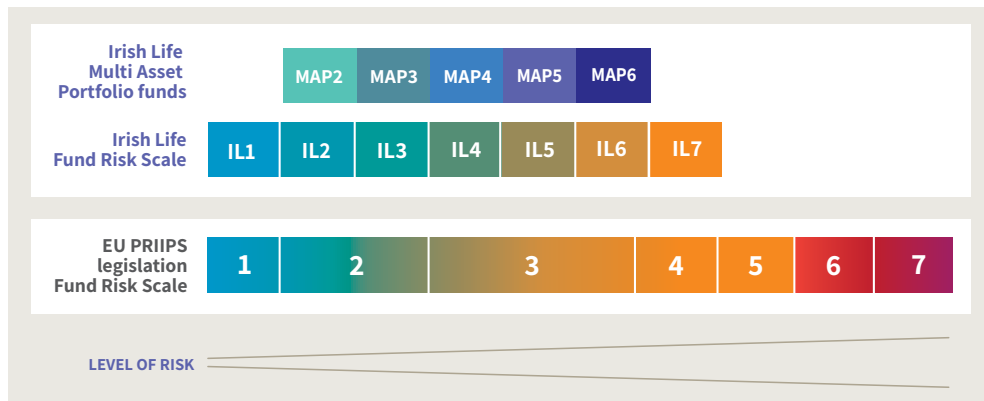 Irish Life
Multi Asset
Portfolio funds
MAP2 MAP3 MAP4 MAP5 MAP6
Irish Life
Fund Risk Scale
IL1 IL2 IL3 IL4 IL5 IL6 IL7
EU PRIIPS
legislation
Fund Risk Scale
1 2 3 4 5 6 7
LEVEL OF RISK